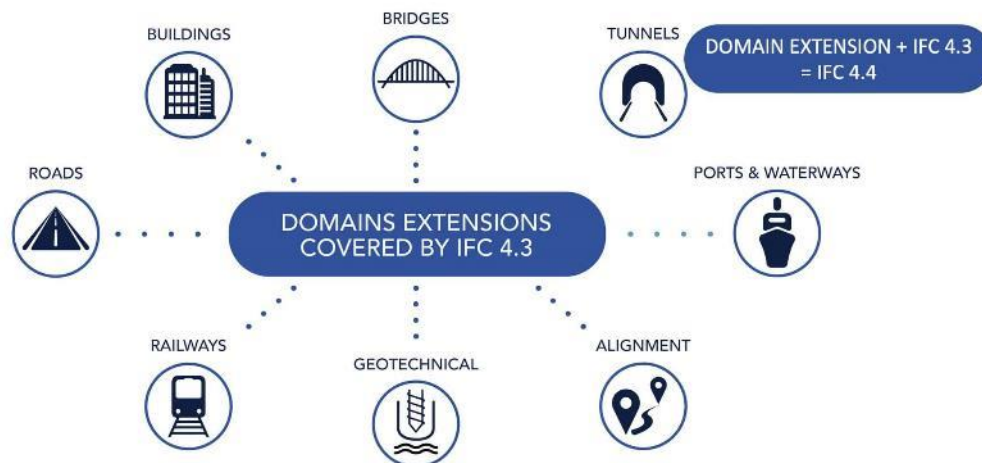 BRIDGES
BUILDINGS
TUNNELS
DOMAIN EXTENSION + IFC 4.3
= IFC 4.4
ROADS
PORTS & WATERWAYS
DOMAINS EXTENSIONS
COVERED BY IFC 4.3
RAILWAYS
GEOTECHNICAL
ALIGNMENT